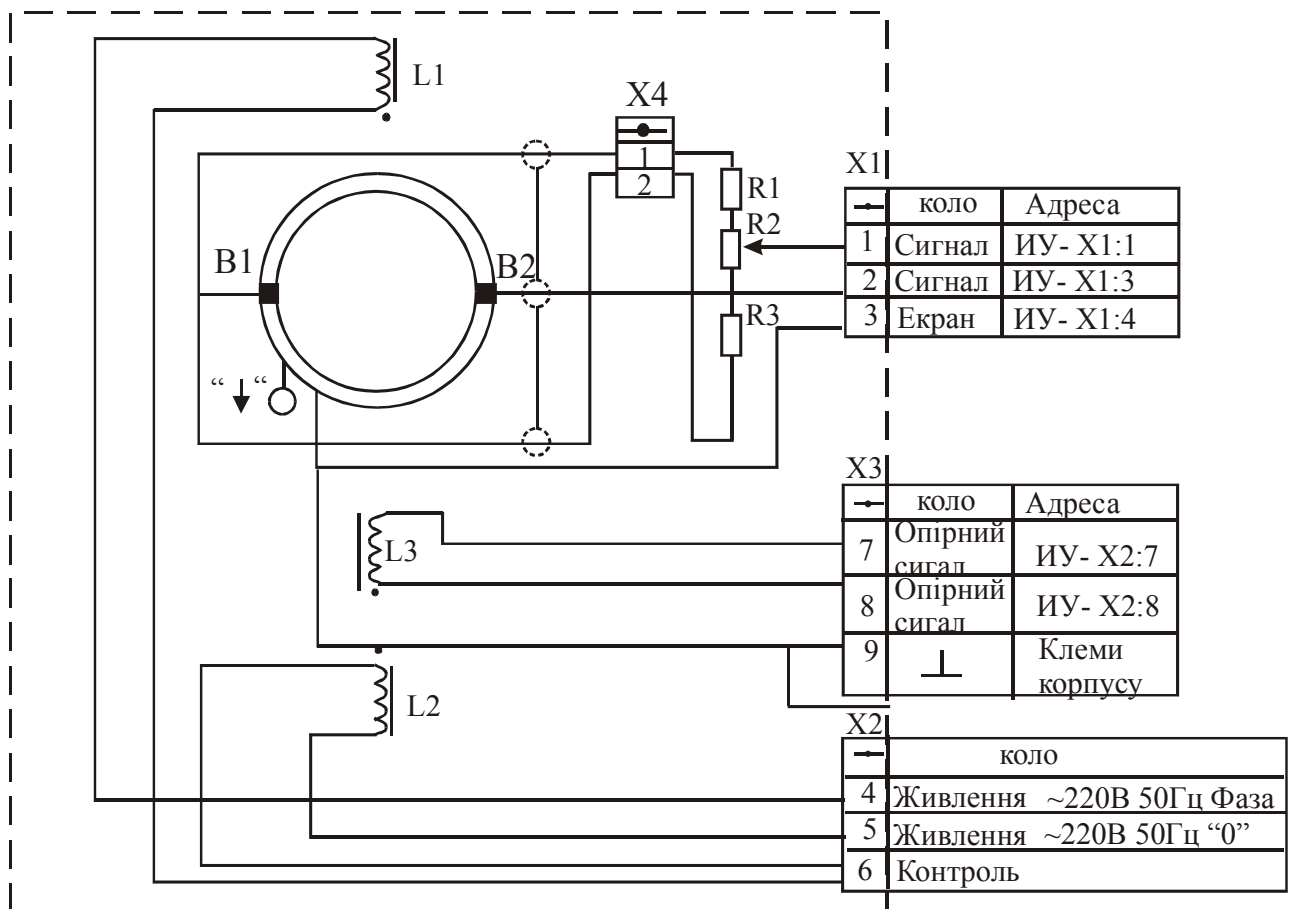 L1
X4
1
2
R1
R2
R3
B1
B2
“ ↓ “
X1
коло Адреса
1 Сигнал ИУ- X1:1
2 Сигнал ИУ- X1:3
3 Екран ИУ- X1:4
L3
X3
коло Адреса
7 Опірний сигал ИУ- X2:7
8 Опірний сигал ИУ- X2:8
9 Клеми корпусу
L2
X2
коло
4 Живлення ~220В 50Гц Фаза
5 Живлення ~220В 50Гц “0”
6 Контроль